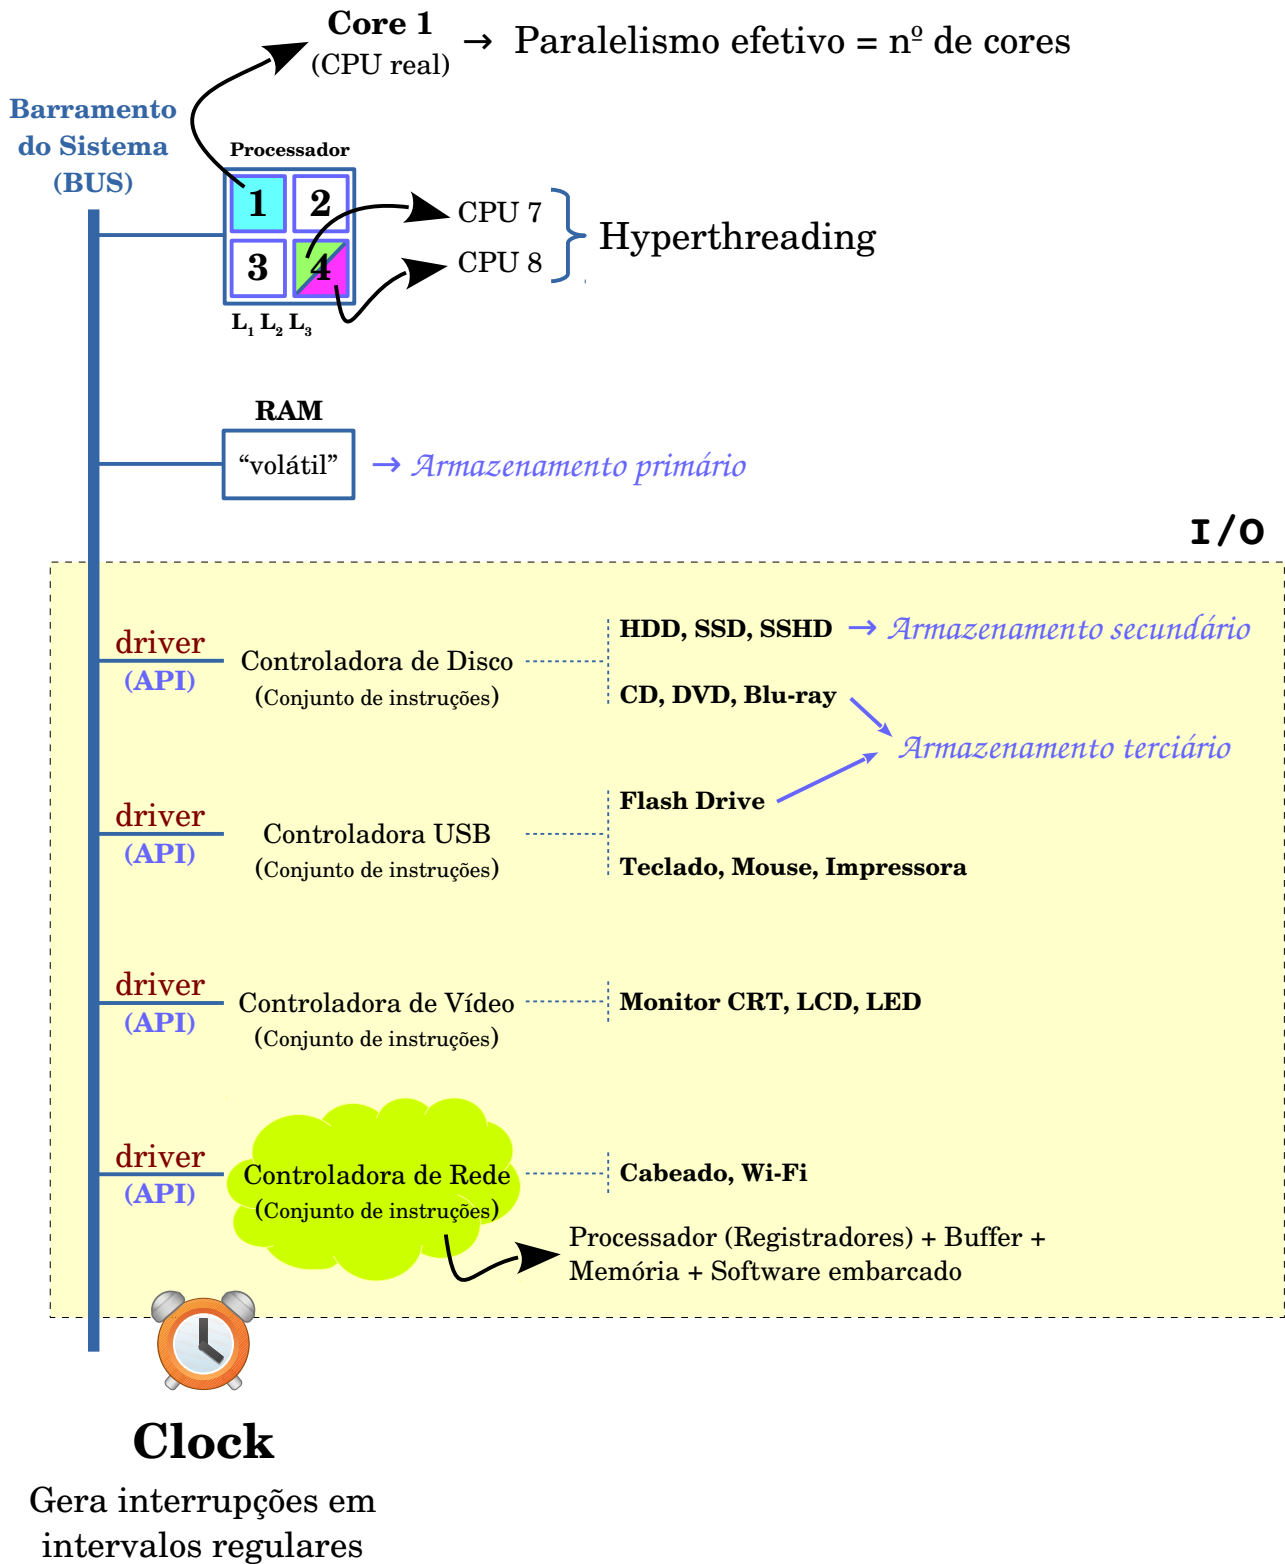 Core 1
(CPU real)
→ Paralelismo efetivo = nº de cores
Barramento
do Sistema
(BUS)
Processador
1 2
3 4
L1 L2 L3
CPU 7
CPU 8
Hyperthreading
RAM
“volátil”
→ Armazenamento primário
I/O
driver
(API)
Controladora de Disco
(Conjunto de instruções)
HDD, SSD, SSHD → Armazenamento secundário
CD, DVD, Blu-ray
Armazenamento terciário
driver
(API)
Controladora USB
(Conjunto de instruções)
Flash Drive
Teclado, Mouse, Impressora
driver
(API)
Controladora de Vídeo
(Conjunto de instruções)
Monitor CRT, LCD, LED
driver
(API)
Controladora de Rede
(Conjunto de instruções)
Cabeado, Wi-Fi
Processador (Registradores) + Buffer +
Memória + Software embarcado
Clock
Gera interrupções em
intervalos regulares